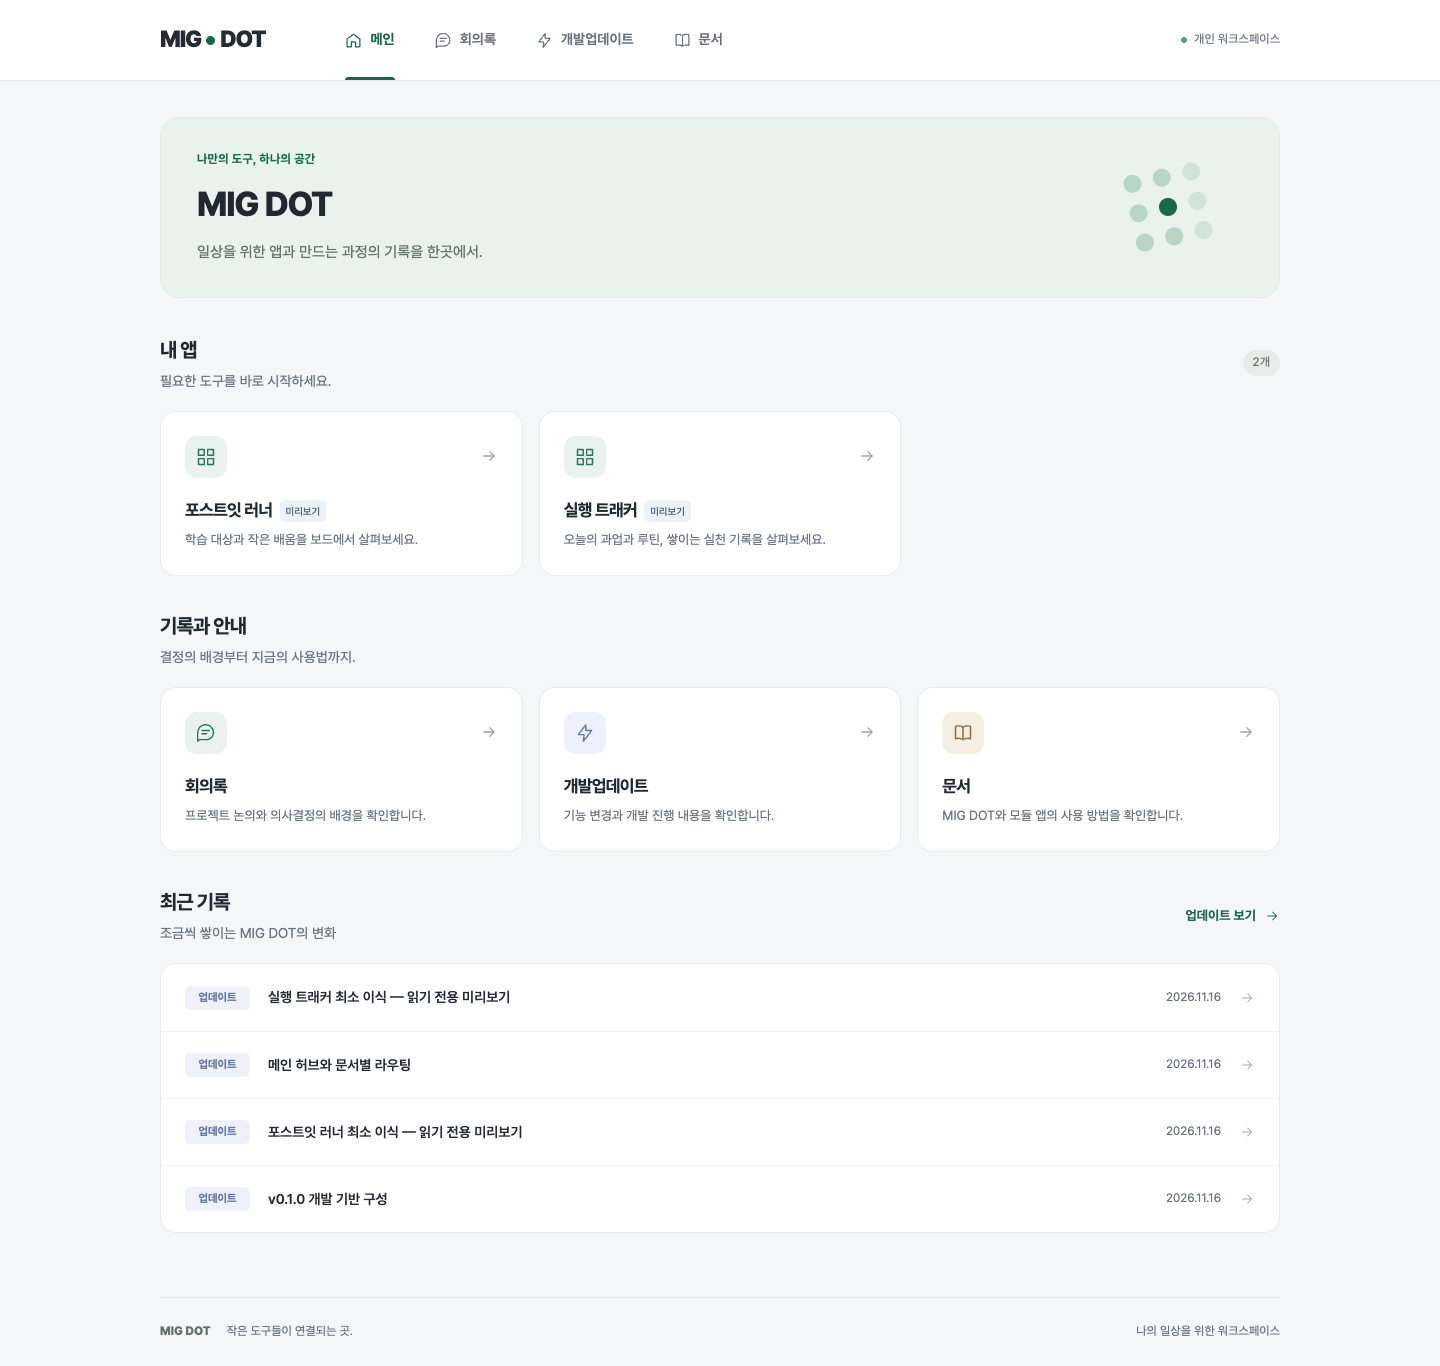 MIG DOT
메인
회의록
개발업데이트
문서
개인 워크스페이스
나만의 도구, 하나의 공간
MIG DOT
일상을 위한 앱과 만드는 과정의 기록을 한곳에서.
내 앱
2개
필요한 도구를 바로 시작하세요.
포스트잇 러너 미리보기
학습 대상과 작은 배움을 보드에서 살펴보세요.
실행 트래커 미리보기
오늘의 과업과 루틴, 쌓이는 실천 기록을 살펴보세요.
기록과 안내
결정의 배경부터 지금의 사용법까지.
회의록
프로젝트 논의와 의사결정의 배경을 확인합니다.
개발업데이트
기능 변경과 개발 진행 내용을 확인합니다.
문서
MIG DOT와 모듈 앱의 사용 방법을 확인합니다.
최근 기록
업데이트 보기
조금씩 쌓이는 MIG DOT의 변화
업데이트 실행 트래커 최소 이식 — 읽기 전용 미리보기 2026.11.16
업데이트 메인 허브와 문서별 라우팅 2026.11.16
업데이트 포스트잇 러너 최소 이식 — 읽기 전용 미리보기 2026.11.16
업데이트 v0.1.0 개발 기반 구성 2026.11.16
MIG DOT 작은 도구들이 연결되는 곳. 나의 일상을 위한 워크스페이스